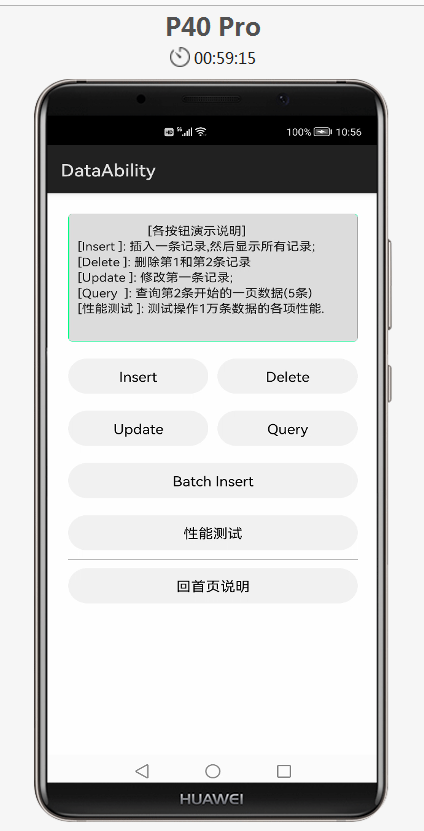 P40 Pro
00:59:15
100% 10:56
DataAbility
[各按钮演示说明]
[Insert ]: 插入一条记录,然后显示所有记录;
[Delete ]: 删除第1和第2条记录
[Update ]: 修改第一条记录;
[Query  ]: 查询第2条开始的一页数据(5条)
[性能测试 ]: 测试操作1万条数据的各项性能.
Insert Delete
Update Query
Batch Insert
性能测试
回首页说明
HUAWEI